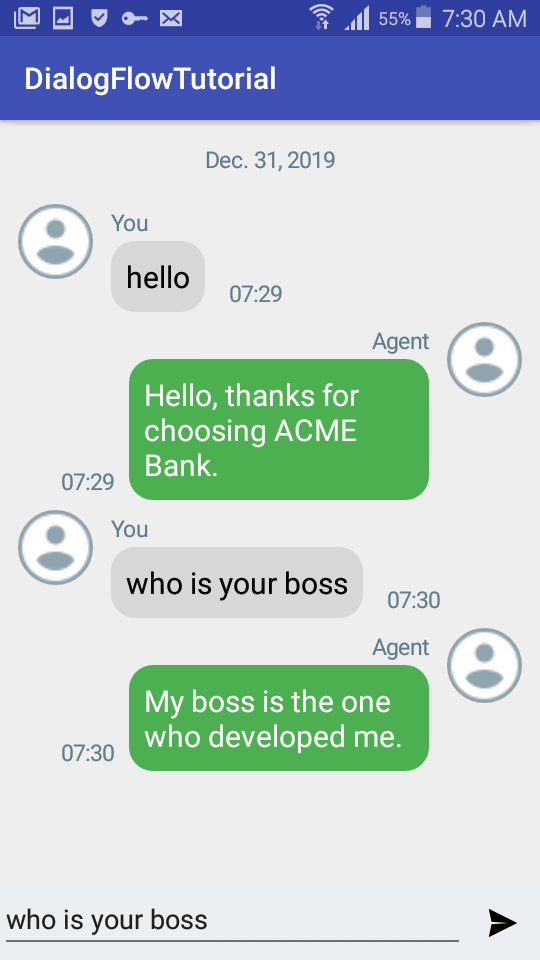 55% 7:30 AM
DialogFlowTutorial
Dec. 31, 2019
You
hello
07:29
Agent
Hello, thanks for
choosing ACME
Bank.
07:29
You
who is your boss
07:30
Agent
My boss is the one
who developed me.
07:30
who is your boss